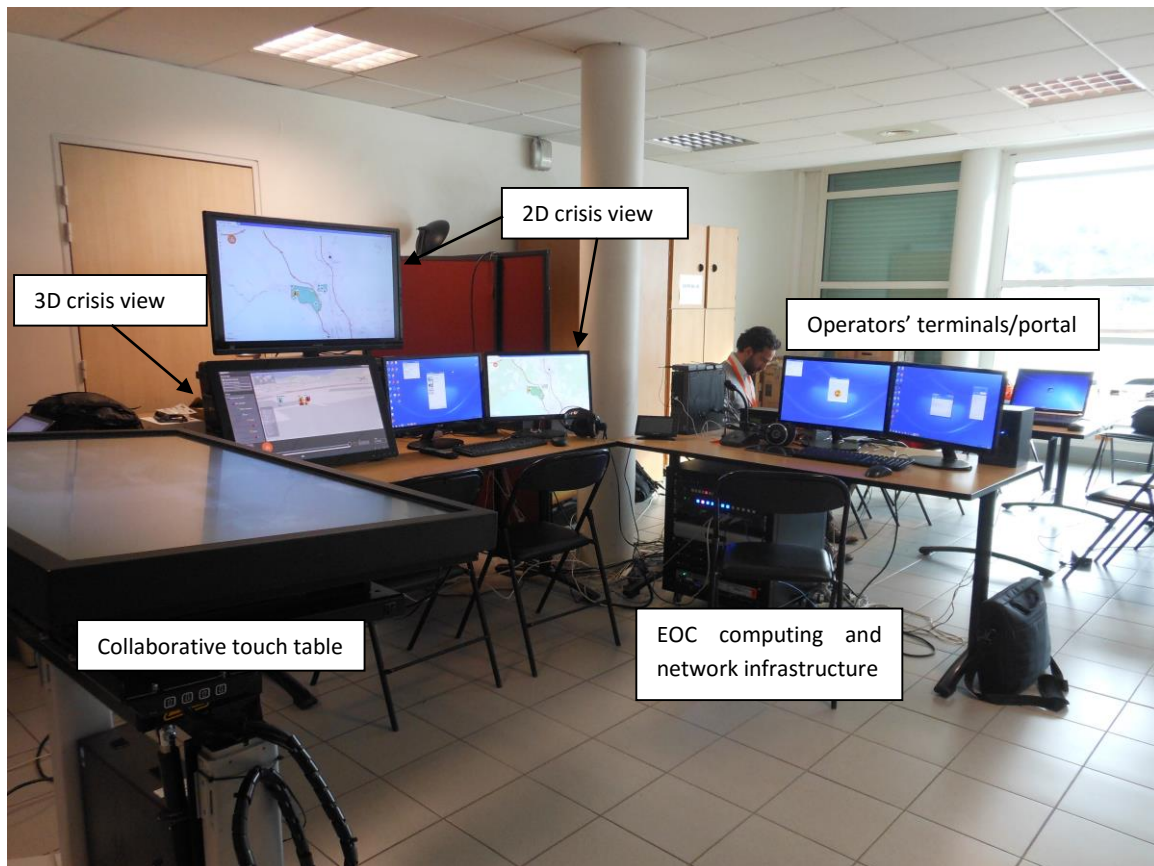 2D crisis view
3D crisis view
Operators’ terminals/portal
Collaborative touch table
EOC computing and
network infrastructure